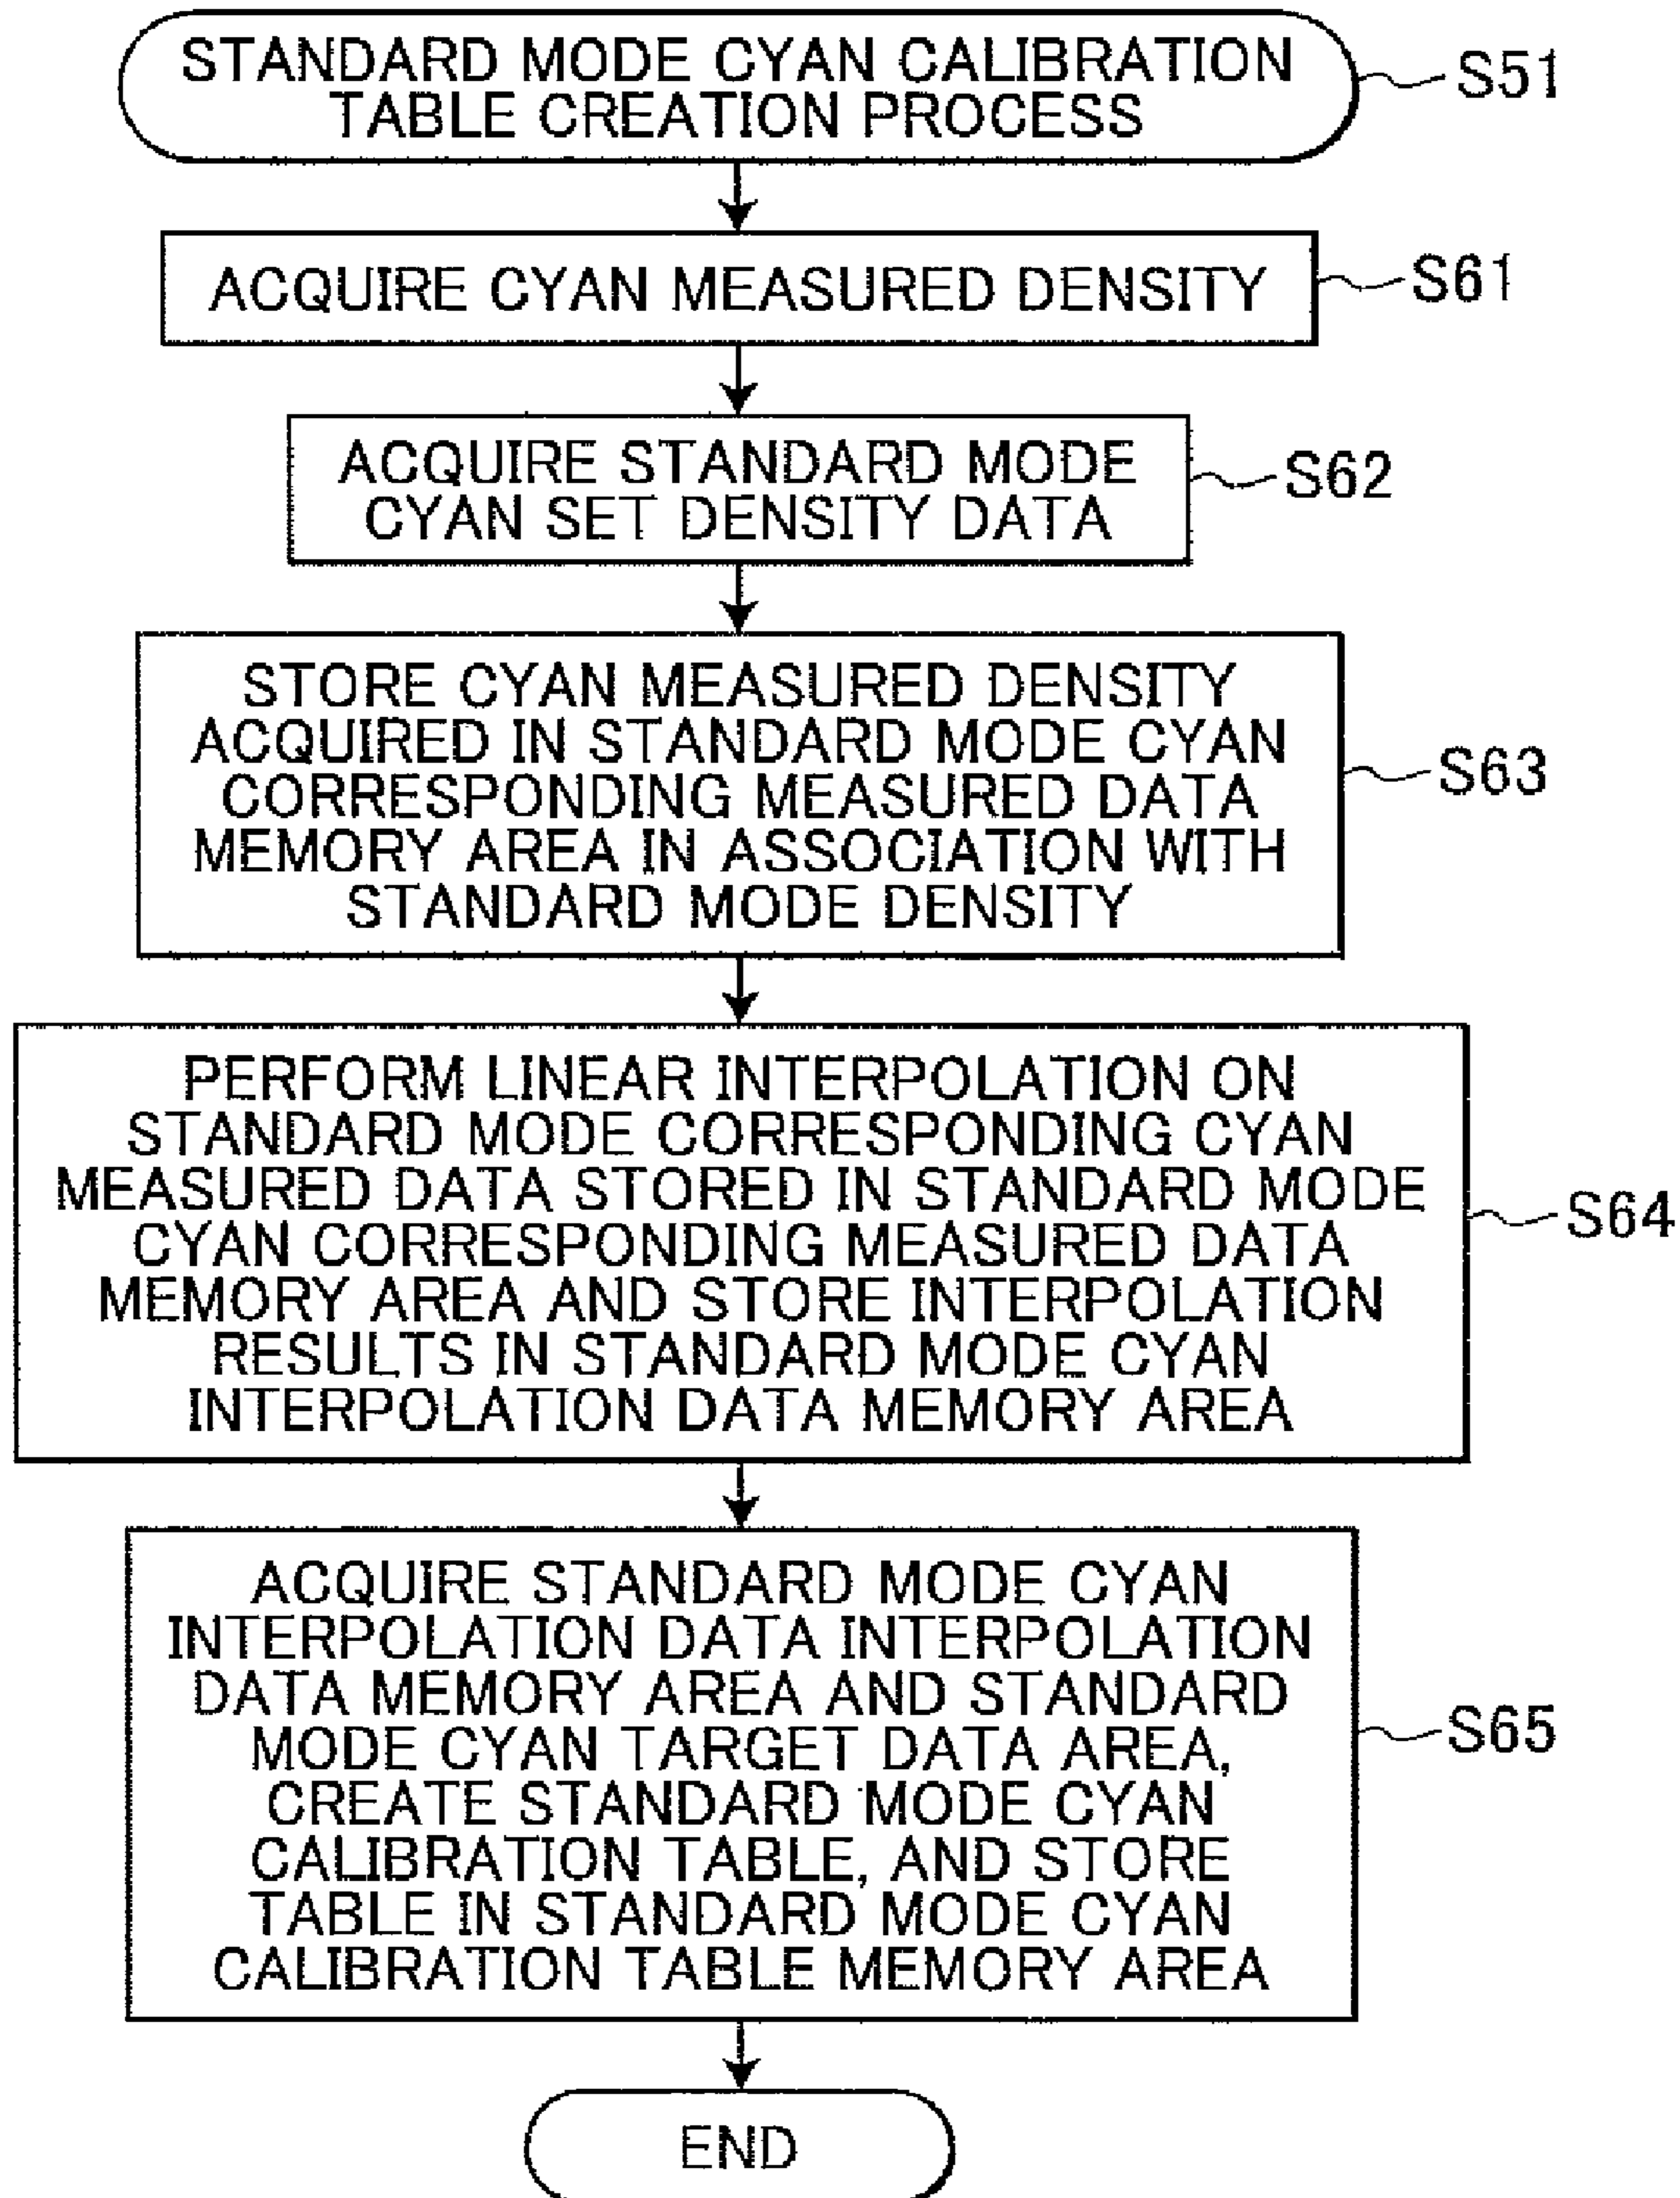 STANDARD MODE CYAN CALIBRATION
TABLE CREATION PROCESS
S51
ACQUIRE CYAN MEASURED DENSITY
S61
ACQUIRE STANDARD MODE
CYAN SET DENSITY DATA
S62
STORE CYAN MEASURED DENSITY
ACQUIRED IN STANDARD MODE CYAN
CORRESPONDING MEASURED DATA
MEMORY AREA IN ASSOCIATION WITH
STANDARD MODE DENSITY
S63
PERFORM LINEAR INTERPOLATION ON
STANDARD MODE CORRESPONDING CYAN
MEASURED DATA STORED IN STANDARD MODE
CYAN CORRESPONDING MEASURED DATA
MEMORY AREA AND STORE INTERPOLATION
RESULTS IN STANDARD MODE CYAN
INTERPOLATION DATA MEMORY AREA
S64
ACQUIRE STANDARD MODE CYAN
INTERPOLATION DATA INTERPOLATION
DATA MEMORY AREA AND STANDARD
MODE CYAN TARGET DATA AREA,
CREATE STANDARD MODE CYAN
CALIBRATION TABLE, AND STORE
TABLE IN STANDARD MODE CYAN
CALIBRATION TABLE MEMORY AREA
S65
END